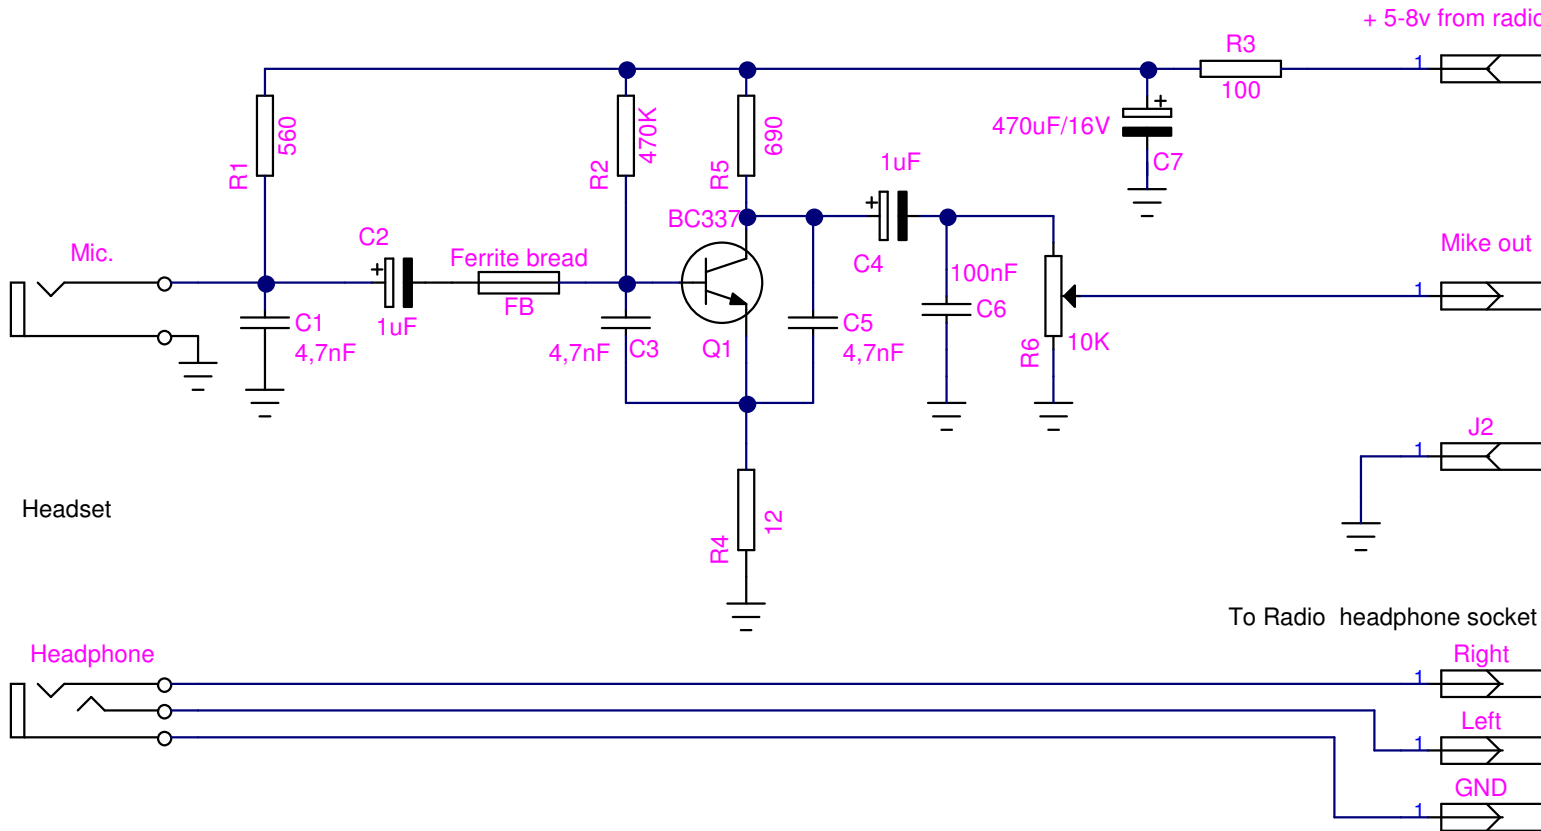 + 5-8v from radio
R3
1
100
R1
560
R2
470K
R5
690
470uF/16V
+
C7
1uF
+
C4
BC337
Mic.
C2
+
1uF
Ferrite bread
FB
C1
4,7nF
4,7nF
C3
Q1
C5
4,7nF
100nF
C6
R6
10K
Mike out
1
J2
1
Headset
R4
12
To Radio headphone socket
Headphone
Right
1
Left
1
GND
1